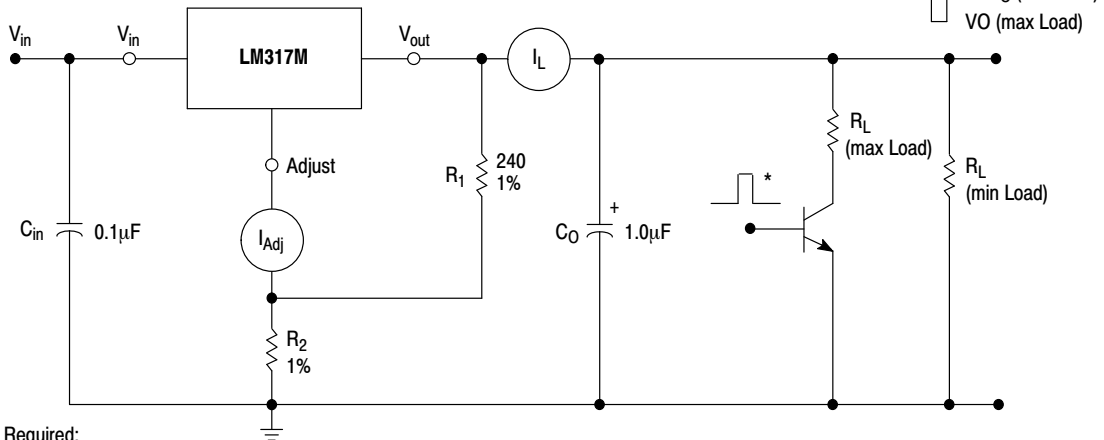 VO (max Load)
Vin
Vin
LM317M
Vout
IL
Adjust
R1
240
1%
RL
(max Load)
RL
(min Load)
*
Cin
0.1μF
IAdj
+
CO
1.0μF
R2
1%
Required: